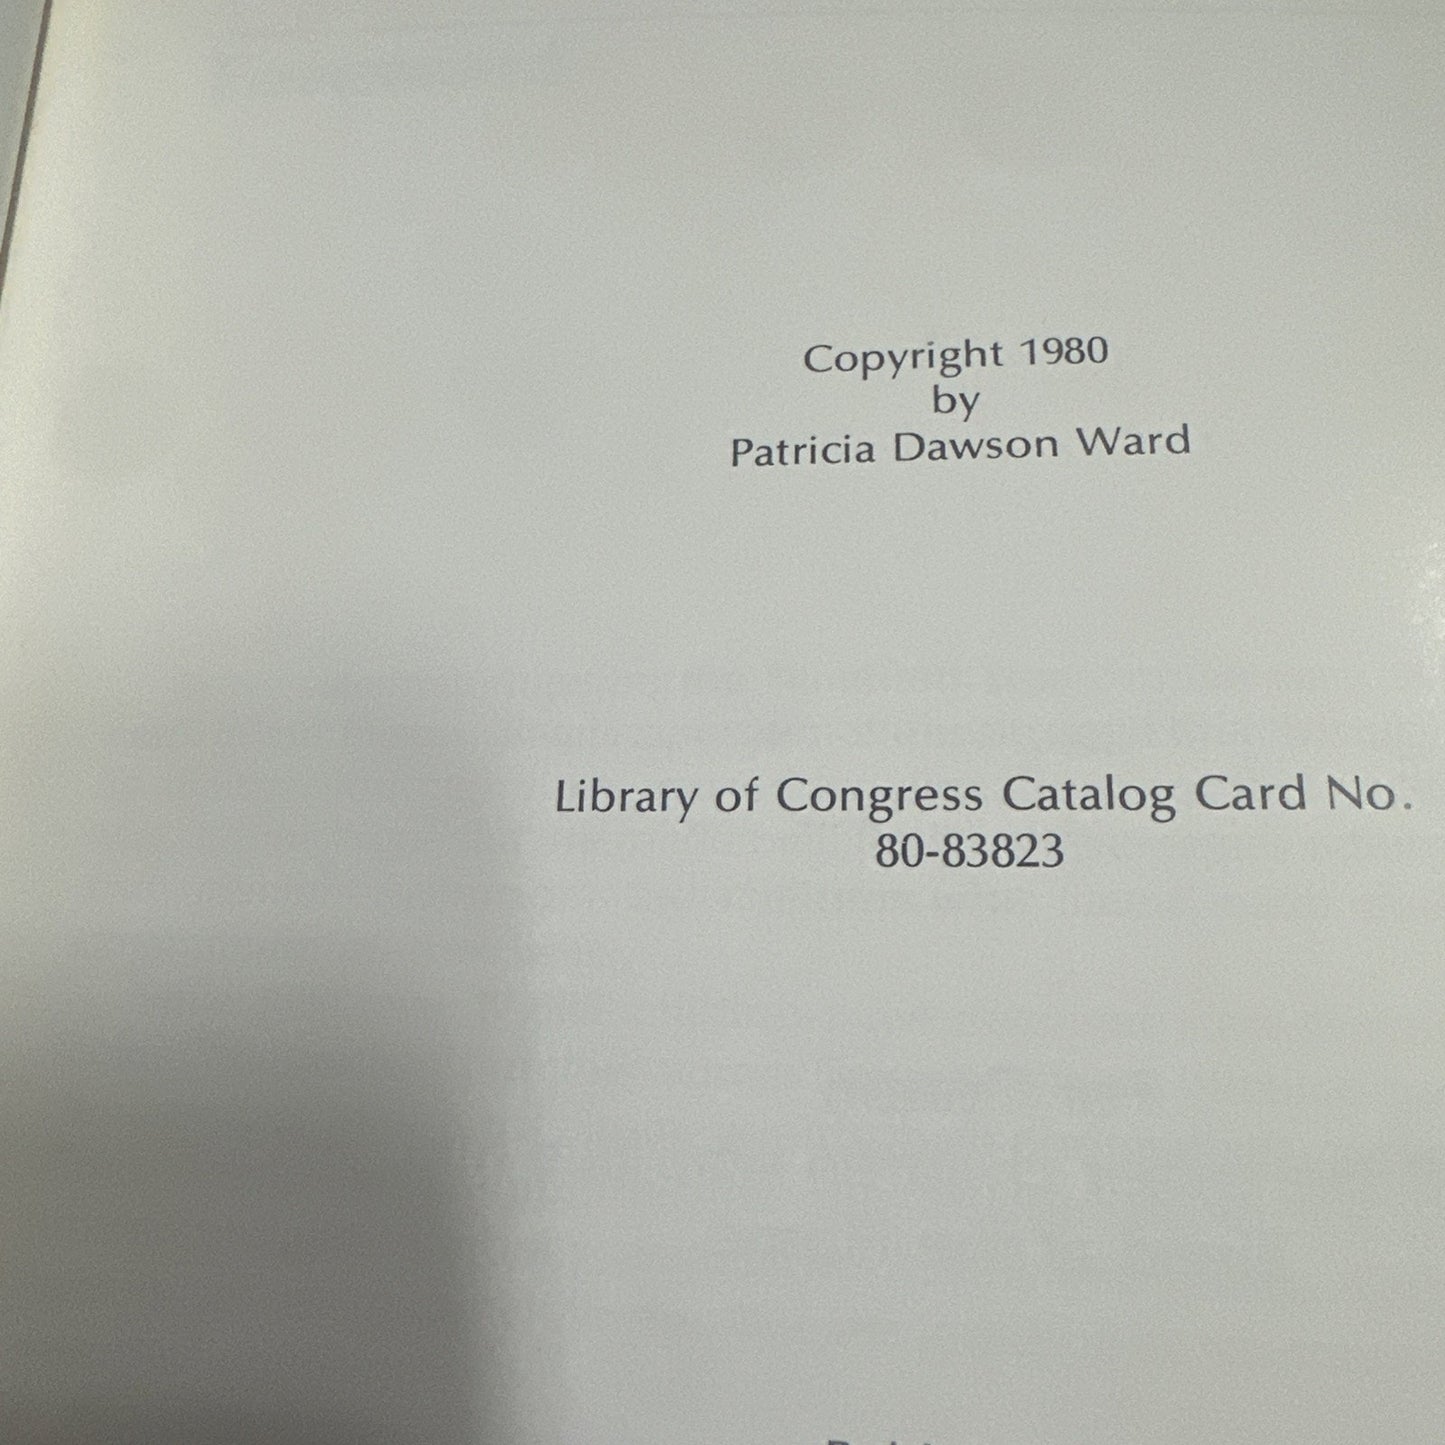 Copyright 1980
by
Patricia Dawson Ward
Library of Congress Catalog Card No.
80-83823